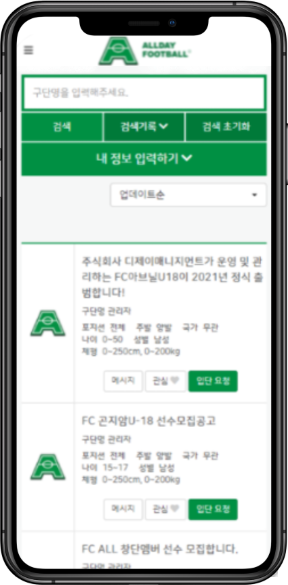 ALLDAY
FOOTBALL
구단명을 입력해주세요.
검색 검색기록 검색 초기화
내 정보 입력하기
업데이트순
주식회사 디제이매니지먼트가 운영 및 관
리하는 FC아브닐U18이 2021년 정식 출
범합니다!
구단명 관리자
포지션 전체 주발 양발 국가 무관
나이 0~50 성별 남성
체형 0~250cm, 0~200kg
메시지 관심 입단 요청
FC 곤지암U-18 선수모집공고
구단명 관리자
포지션 전체 주발 양발 국가 무관
나이 15~17 성별 남성
체형 0~250cm, 0~200kg
메시지 관심 입단 요청
FC ALL 창단멤버 선수 모집합니다.
구단명 관리자